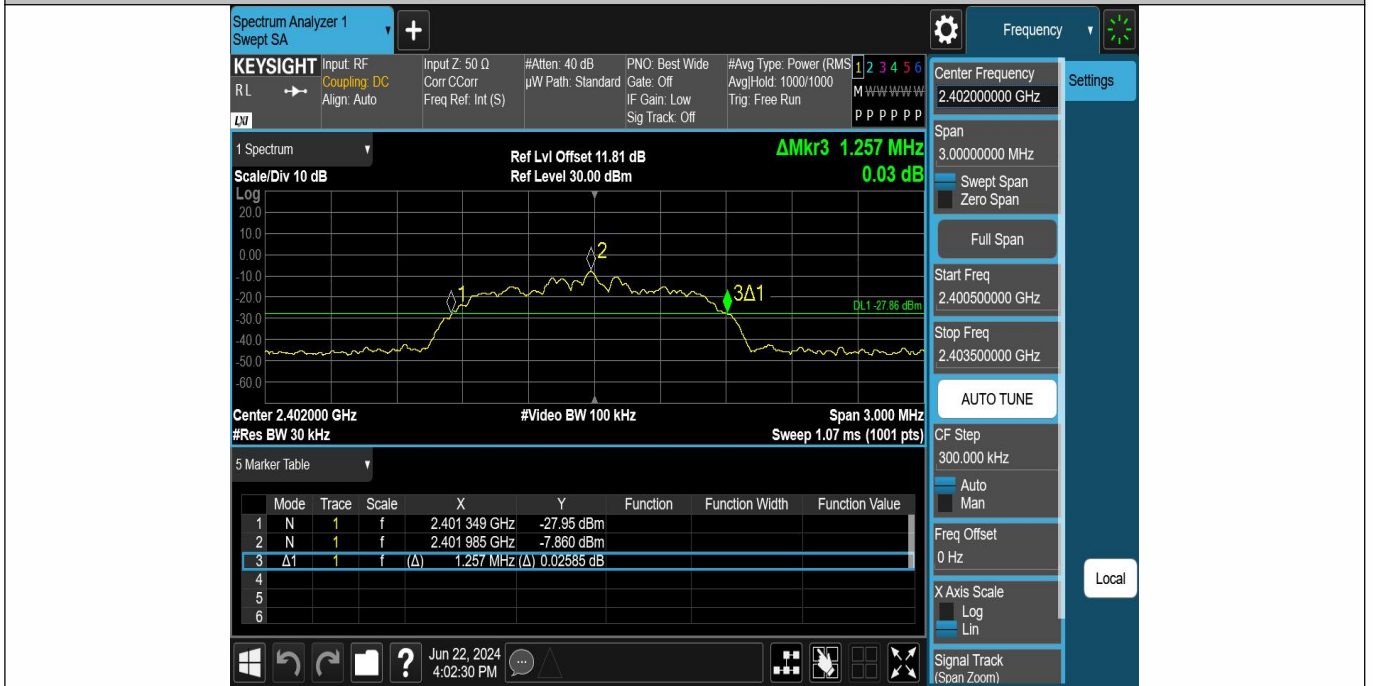 Spectrum Analyzer 1
Swept SA
+
Frequency
KEYSIGHT
RL
LXI
Input: RF
Coupling: DC
Align: Auto
Input Z: 50 Ω
Corr CCorr
Freq Ref: Int (S)
#Atten: 40 dB
µW Path: Standard
PNO: Best Wide
Gate: Off
IF Gain: Low
Sig Track: Off
#Avg Type: Power (RMS
Avg|Hold: 1000/1000
Trig: Free Run
1 2 3 4 5 6
M W W W W W
P P P P P P
1 Spectrum
Scale/Div 10 dB
Ref Lvl Offset 11.81 dB
Ref Level 30.00 dBm
ΔMkr3 1.257 MHz
0.03 dB
Log
20.0
10.0
0.00
-10.0
-20.0
-30.0
-40.0
-50.0
-60.0
1
2
3Δ1
DL1 -27.86 dBm
Center 2.402000 GHz
#Video BW 100 kHz
Span 3.000 MHz
#Res BW 30 kHz
Sweep 1.07 ms (1001 pts)
5 Marker Table
Mode Trace Scale X Y Function Function Width Function Value
1 N 1 f 2.401 349 GHz -27.95 dBm
2 N 1 f 2.401 985 GHz -7.860 dBm
3 Δ1 1 f (Δ) 1.257 MHz (Δ) 0.02585 dB
4
5
6
?
Jun 22, 2024
4:02:30 PM
Center Frequency
2.402000000 GHz
Settings
Span
3.00000000 MHz
Swept Span
Zero Span
Full Span
Start Freq
2.400500000 GHz
Stop Freq
2.403500000 GHz
AUTO TUNE
CF Step
300.000 kHz
Auto
Man
Freq Offset
0 Hz
X Axis Scale
Log
Lin
Signal Track
(Span Zoom)
Local